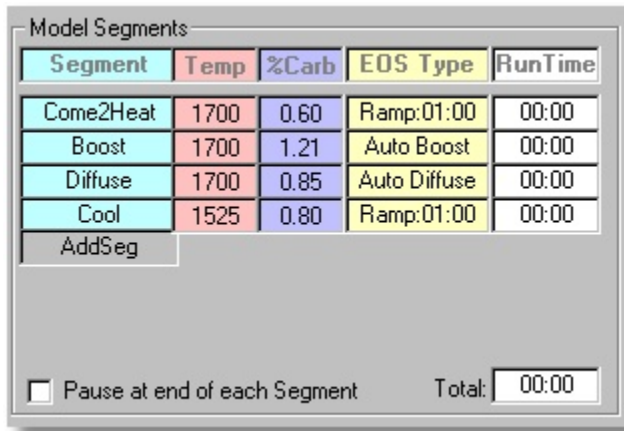 Model Segments
Segment Temp %Carb EOS Type RunTime
Come2Heat 1700 0.60 Ramp:01:00 00:00
Boost 1700 1.21 Auto Boost 00:00
Diffuse 1700 0.85 Auto Diffuse 00:00
Cool 1525 0.80 Ramp:01:00 00:00
AddSeg
Pause at end of each Segment Total: 00:00